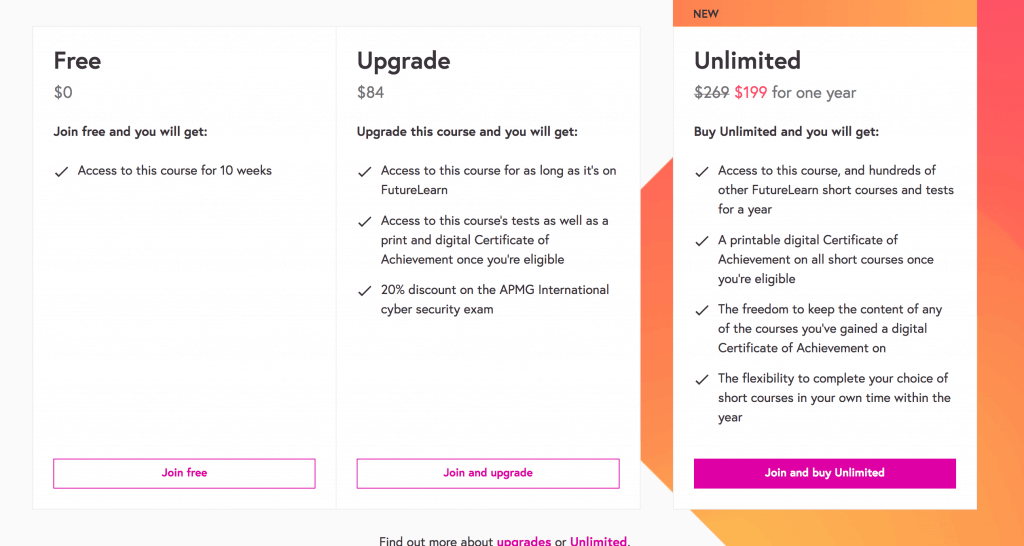 NEW
Free
$0
Join free and you will get:
Access to this course for 10 weeks
Join free
Upgrade
$84
Upgrade this course and you will get:
Access to this course for as long as it's on
FutureLearn
Access to this course's tests as well as a
print and digital Certificate of
Achievement once you're eligible
20% discount on the APMG International
cyber security exam
Join and upgrade
Unlimited
$269 $199 for one year
Buy Unlimited and you will get:
Access to this course, and hundreds of
other FutureLearn short courses and tests
for a year
A printable digital Certificate of
Achievement on all short courses once
you're eligible
The freedom to keep the content of any
of the courses you've gained a digital
Certificate of Achievement on
The flexibility to complete your choice of
short courses in your own time within the
year
Join and buy Unlimited
Find out more about upgrades or Unlimited.